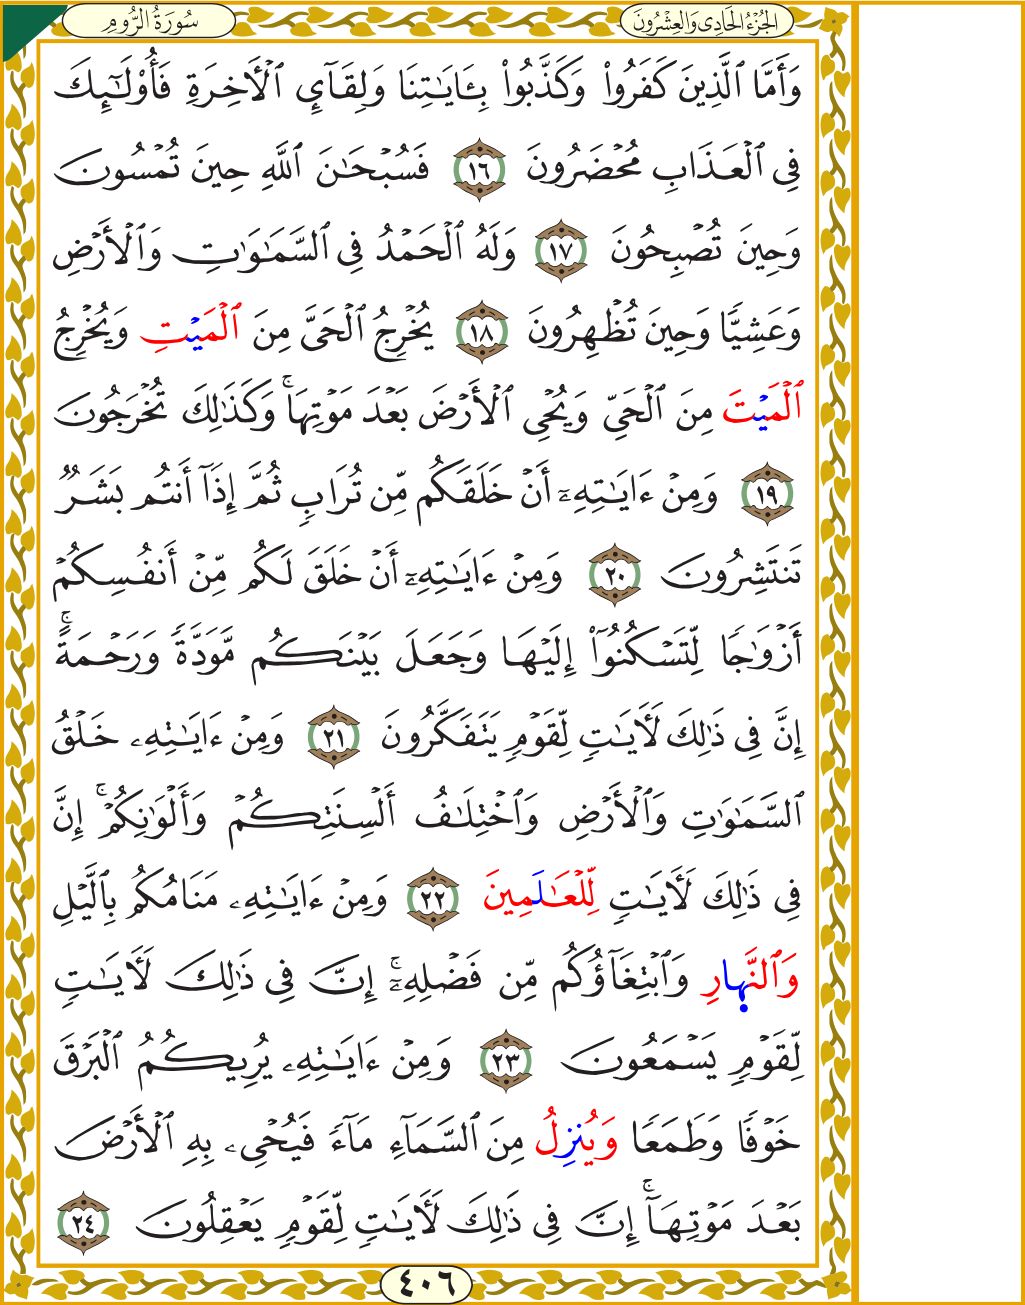 الجُزْءُ الحَادِي وَالعِشْرُونَ
سُورَةُ الرُّومِ
وَأَمَّا ٱلَّذِينَ كَفَرُواْ وَكَذَّبُواْ بِـَٔايَٰتِنَا وَلِقَآيِٕ ٱلْأَخِرَةِ فَأُوْلَٰٓئِكَ
فِى ٱلْعَذَابِ مُحْضَرُونَ ١٦ فَسُبْحَٰنَ ٱللَّهِ حِينَ تُمْسُونَ
وَحِينَ تُصْبِحُونَ ١٧ وَلَهُ ٱلْحَمْدُ فِى ٱلسَّمَٰوَٰتِ وَٱلْأَرْضِ
وَعَشِيًّا وَحِينَ تُظْهِرُونَ ١٨ يُخْرِجُ ٱلْحَىَّ مِنَ ٱلْمَيْتِ وَيُخْرِجُ
ٱلْمَيْتَ مِنَ ٱلْحَىِّ وَيُحْىِ ٱلْأَرْضَ بَعْدَ مَوْتِهَا ۚ وَكَذَٰلِكَ تُخْرَجُونَ
١٩ وَمِنْ ءَايَٰتِهِۦٓ أَنْ خَلَقَكُم مِّن تُرَابٍ ثُمَّ إِذَآ أَنتُم بَشَرٌ
تَنتَشِرُونَ ٢٠ وَمِنْ ءَايَٰتِهِۦٓ أَنْ خَلَقَ لَكُم مِّنْ أَنفُسِكُمْ
أَزْوَٰجًا لِّتَسْكُنُوٓاْ إِلَيْهَا وَجَعَلَ بَيْنَكُم مَّوَدَّةً وَرَحْمَةً ۚ
إِنَّ فِى ذَٰلِكَ لَأَيَٰتٍ لِّقَوْمٍ يَتَفَكَّرُونَ ٢١ وَمِنْ ءَايَٰتِهِۦ خَلْقُ
ٱلسَّمَٰوَٰتِ وَٱلْأَرْضِ وَٱخْتِلَٰفُ أَلْسِنَتِكُمْ وَأَلْوَٰنِكُمْ ۚ إِنَّ
فِى ذَٰلِكَ لَأَيَٰتٍ لِّلْعَٰلَمِينَ ٢٢ وَمِنْ ءَايَٰتِهِۦ مَنَامُكُم بِٱلَّيْلِ
وَٱلنَّهَارِ وَٱبْتِغَآؤُكُم مِّن فَضْلِهِۦٓ ۚ إِنَّ فِى ذَٰلِكَ لَأَيَٰتٍ
لِّقَوْمٍ يَسْمَعُونَ ٢٣ وَمِنْ ءَايَٰتِهِۦ يُرِيكُمُ ٱلْبَرْقَ
خَوْفًا وَطَمَعًا وَيُنزِلُ مِنَ ٱلسَّمَآءِ مَآءً فَيُحْىِۦ بِهِ ٱلْأَرْضَ
بَعْدَ مَوْتِهَآ ۚ إِنَّ فِى ذَٰلِكَ لَأَيَٰتٍ لِّقَوْمٍ يَعْقِلُونَ ٢٤
٤٠٦